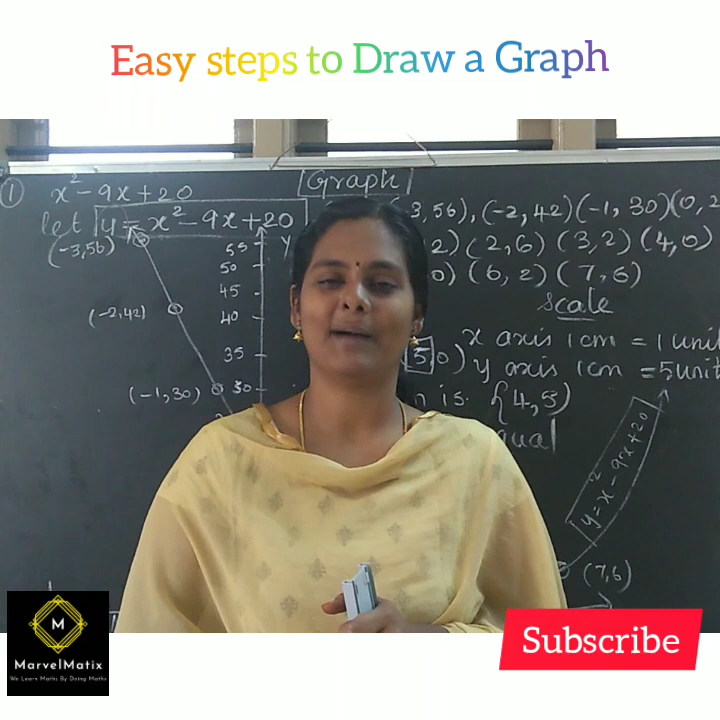 Easy steps to Draw a Graph
① x² - 9x + 20
Graph
let y = x² - 9x + 20
3, 56), (-2, 42) (-1, 30) (0, 2
2) (2, 6) (3, 2) (4, 0)
0) (6, 2) (7, 6)
(-3, 56)
y
55
50
45
(-2, 42)
40
35
(-1, 30)
30
Scale
x axis 1cm = 1 unit
5 0) y axis 1cm = 5 unit
n is {4, 5}
qual
y = x² - 9x + 20
(7, 6)
M
MarvelMatix
We Learn Maths By Doing Maths
Subscribe